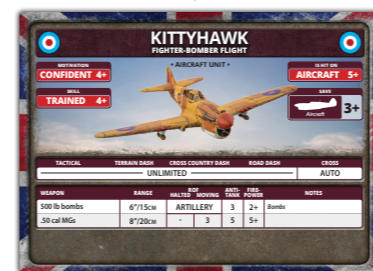 KITTYHAWK
FIGHTER-BOMBER FLIGHT
• AIRCRAFT UNIT •
MOTIVATION
CONFIDENT 4+
SKILL
TRAINED 4+
IS HIT ON
AIRCRAFT 5+
SAVE
Aircraft 3+
TACTICAL TERRAIN DASH CROSS COUNTRY DASH ROAD DASH CROSS
UNLIMITED AUTO
WEAPON RANGE ROF HALTED MOVING ANTI-TANK FIRE-POWER NOTES
500 lb bombs 6"/15CM ARTILLERY 3 2+ Bombs
.50 cal MGs 8"/20CM - 3 5 5+